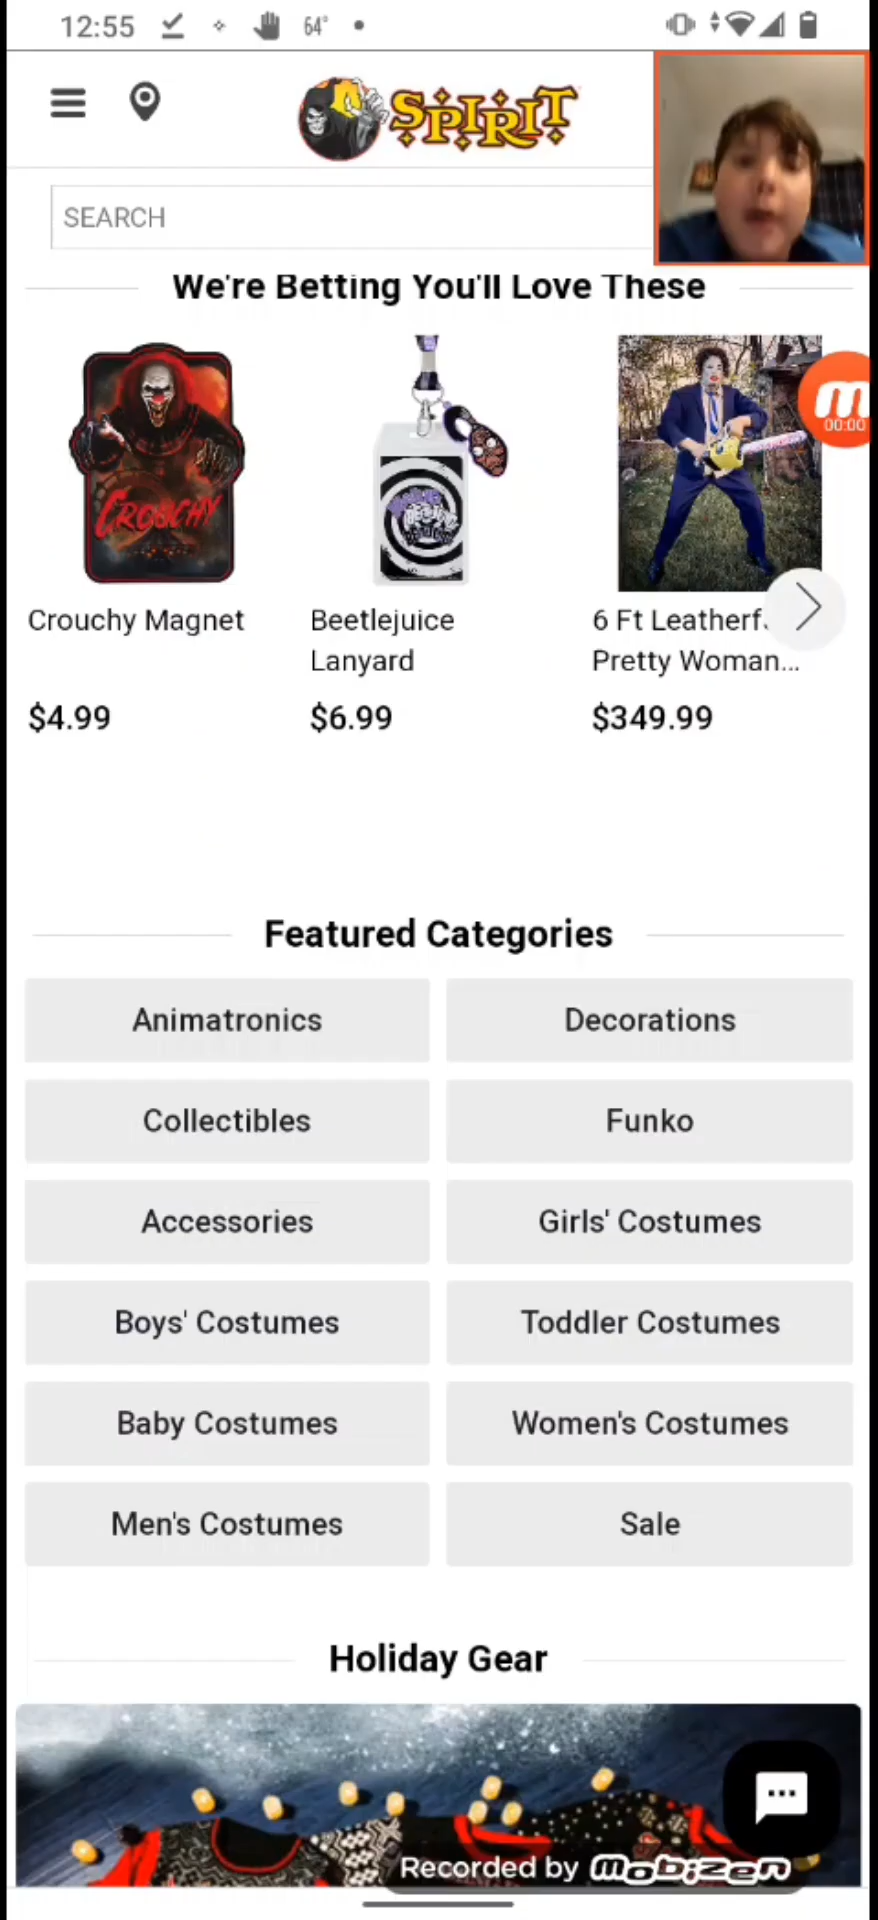 12:55
64°
SPIRIT
SEARCH
We're Betting You'll Love These
CROUCHY
00:00
Crouchy Magnet
Beetlejuice
Lanyard
6 Ft Leatherf
Pretty Woman...
$4.99
$6.99
$349.99
Featured Categories
Animatronics
Decorations
Collectibles
Funko
Accessories
Girls' Costumes
Boys' Costumes
Toddler Costumes
Baby Costumes
Women's Costumes
Men's Costumes
Sale
Holiday Gear
Recorded by mobizen